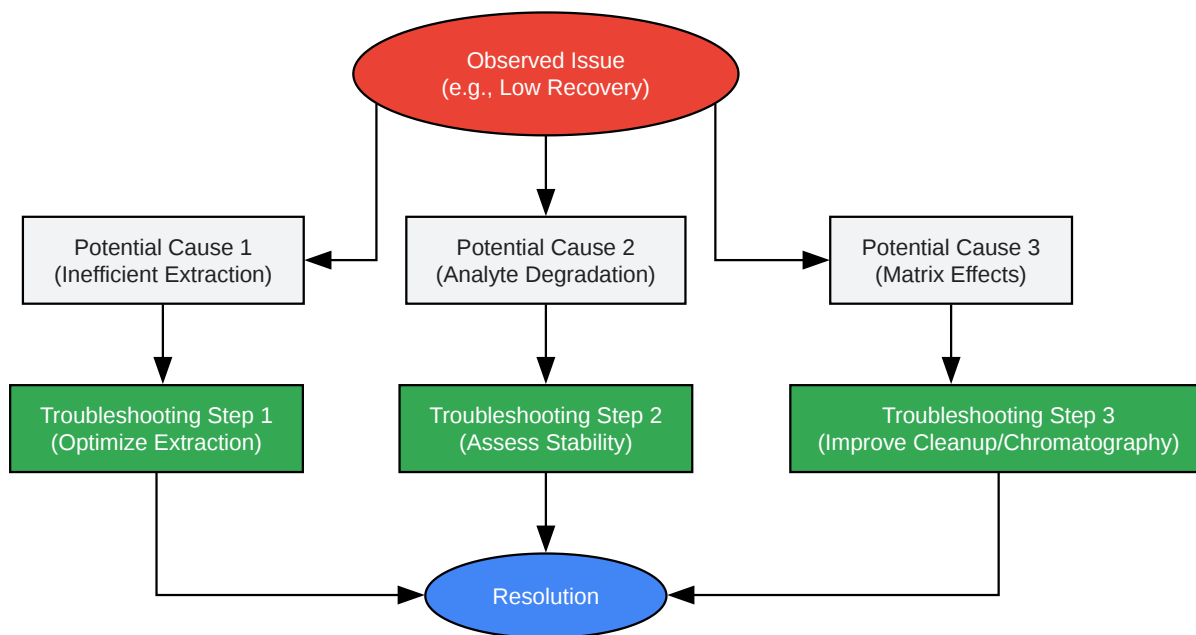 Observed Issue
(e.g., Low Recovery)
Potential Cause 1
(Inefficient Extraction)
Potential Cause 2
(Analyte Degradation)
Potential Cause 3
(Matrix Effects)
Troubleshooting Step 1
(Optimize Extraction)
Troubleshooting Step 2
(Assess Stability)
Troubleshooting Step 3
(Improve Cleanup/Chromatography)
Resolution